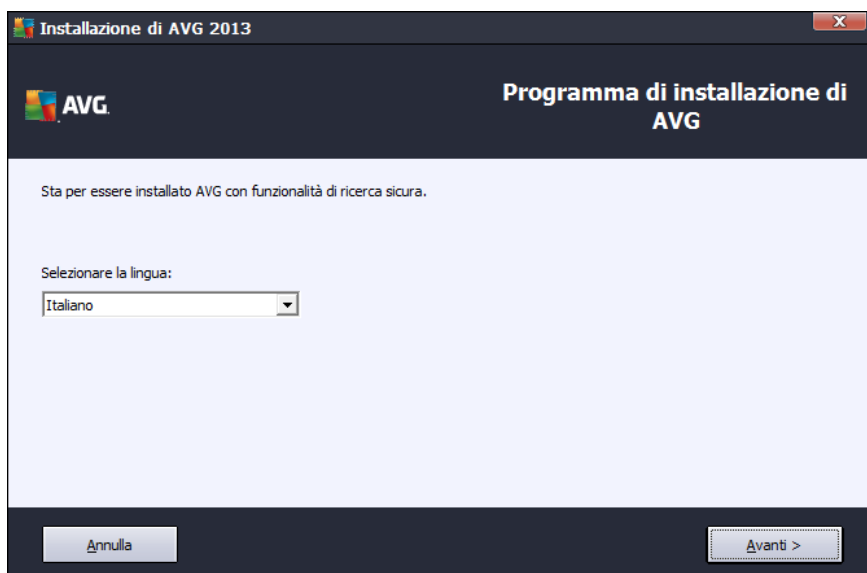 Installazione di AVG 2013
X
AVG.
Programma di installazione di
AVG
Sta per essere installato AVG con funzionalità di ricerca sicura.
Selezionare la lingua:
Italiano
Annulla
Avanti >